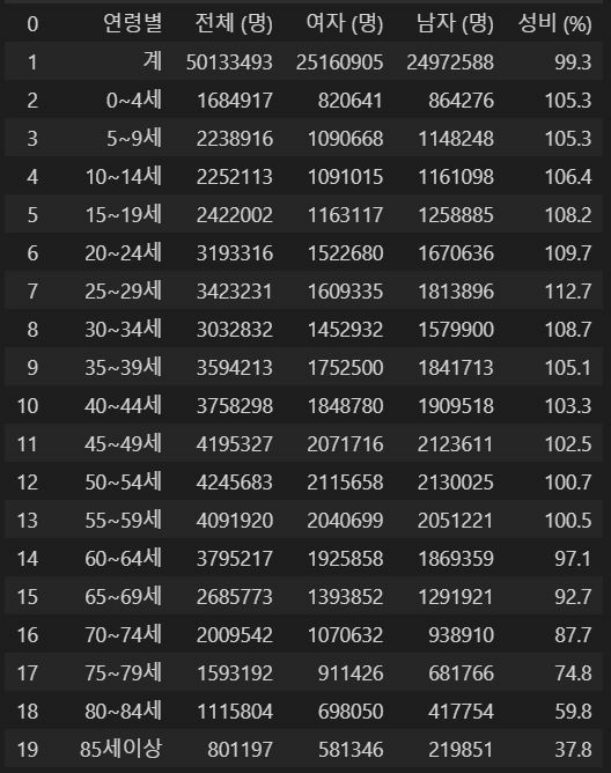 0 연령별 전체 (명) 여자 (명) 남자 (명) 성비 (%)
1 계 50133493 25160905 24972588 99.3
2 0~4세 1684917 820641 864276 105.3
3 5~9세 2238916 1090668 1148248 105.3
4 10~14세 2252113 1091015 1161098 106.4
5 15~19세 2422002 1163117 1258885 108.2
6 20~24세 3193316 1522680 1670636 109.7
7 25~29세 3423231 1609335 1813896 112.7
8 30~34세 3032832 1452932 1579900 108.7
9 35~39세 3594213 1752500 1841713 105.1
10 40~44세 3758298 1848780 1909518 103.3
11 45~49세 4195327 2071716 2123611 102.5
12 50~54세 4245683 2115658 2130025 100.7
13 55~59세 4091920 2040699 2051221 100.5
14 60~64세 3795217 1925858 1869359 97.1
15 65~69세 2685773 1393852 1291921 92.7
16 70~74세 2009542 1070632 938910 87.7
17 75~79세 1593192 911426 681766 74.8
18 80~84세 1115804 698050 417754 59.8
19 85세이상 801197 581346 219851 37.8